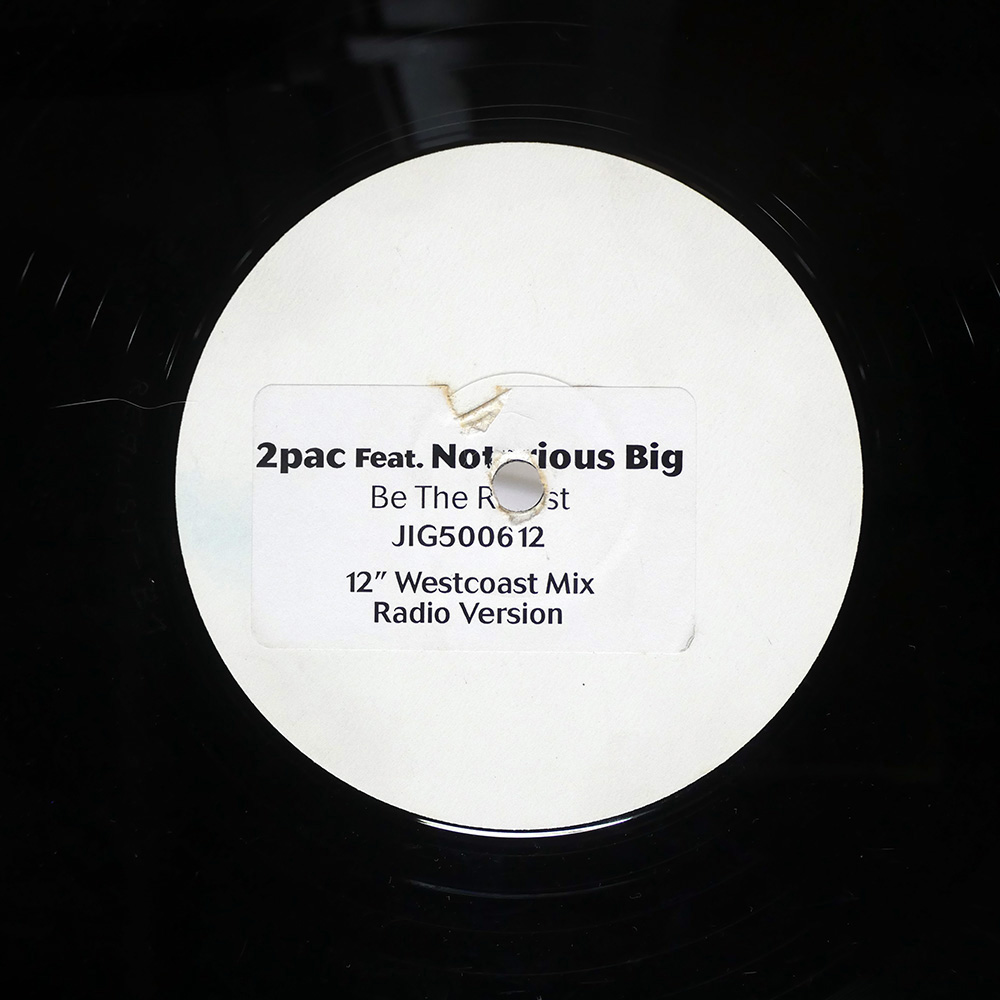 2pac Feat. Big
Be The
JIG500612
12" Westcoast Mix
Radio Version